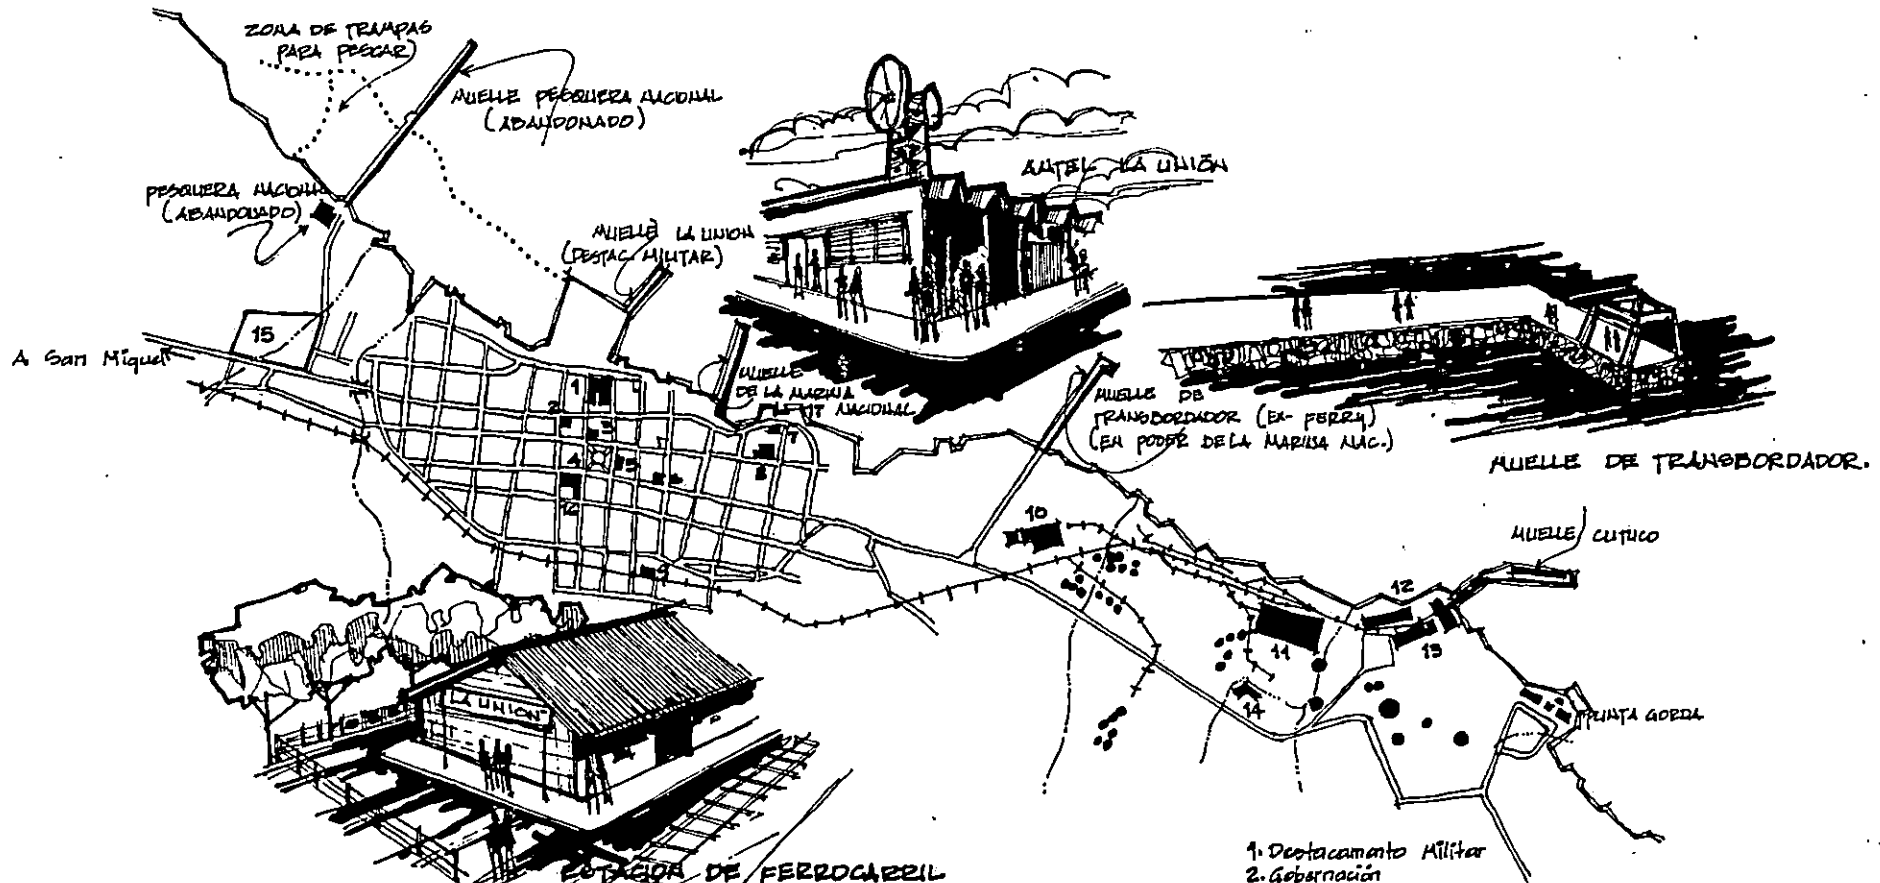 ZONA DE TRAMPAS
PARA PESCAR
MUELLE PESQUERA NACIONAL
(ABANDONADO)
ANTEL LA UNIÓN
PESQUERA NACIONAL
(ABANDONADO)
MUELLE LA UNION
(DESTAC. MILITAR)
15
A San Miguel
MUELLE
DE LA MARINA
NACIONAL
MUELLE DE
TRANSBORDADOR (EX-FERRY)
(EN PODER DE LA MARINA NAC.)
MUELLE DE TRANSBORDADOR.
1
2
3
4
5
6
7
8
12
9
10
MUELLE CUTUCO
12
11
13
14
PUNTA GORDA
LA UNION
ESTACION DE FERROCARRIL
1. Destacamento Militar
2. Gobernación